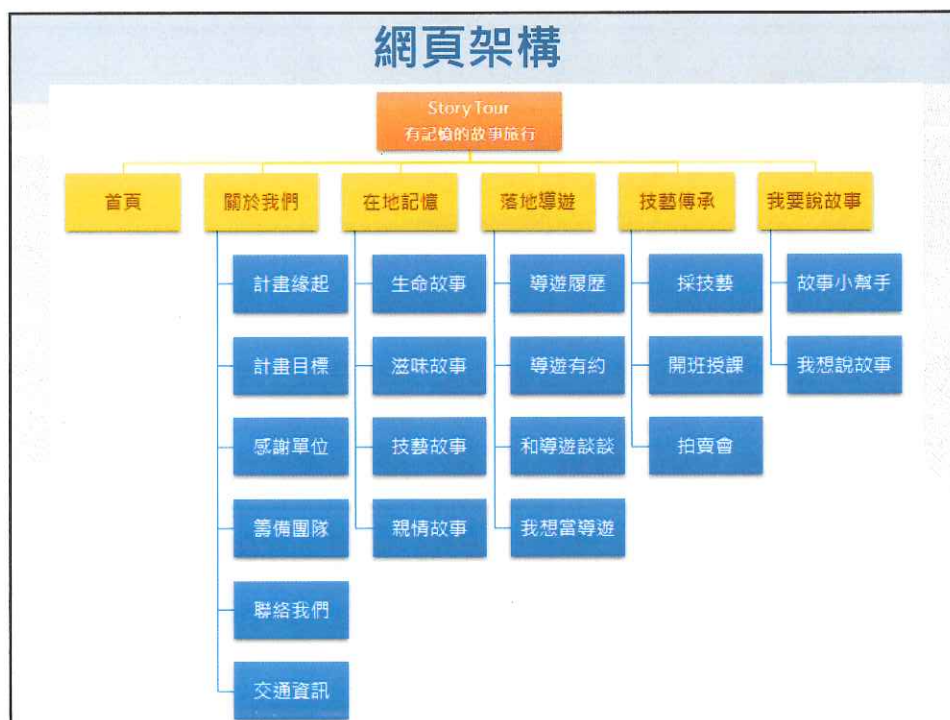 網頁架構
Story Tour
有記憶的故事旅行
首頁
關於我們
計畫緣起
計畫目標
感謝單位
籌備團隊
聯絡我們
交通資訊
在地記憶
生命故事
滋味故事
技藝故事
親情故事
落地導遊
導遊履歷
導遊有約
和導遊談談
我想當導遊
技藝傳承
採技藝
開班授課
拍賣會
我要說故事
故事小幫手
我想說故事